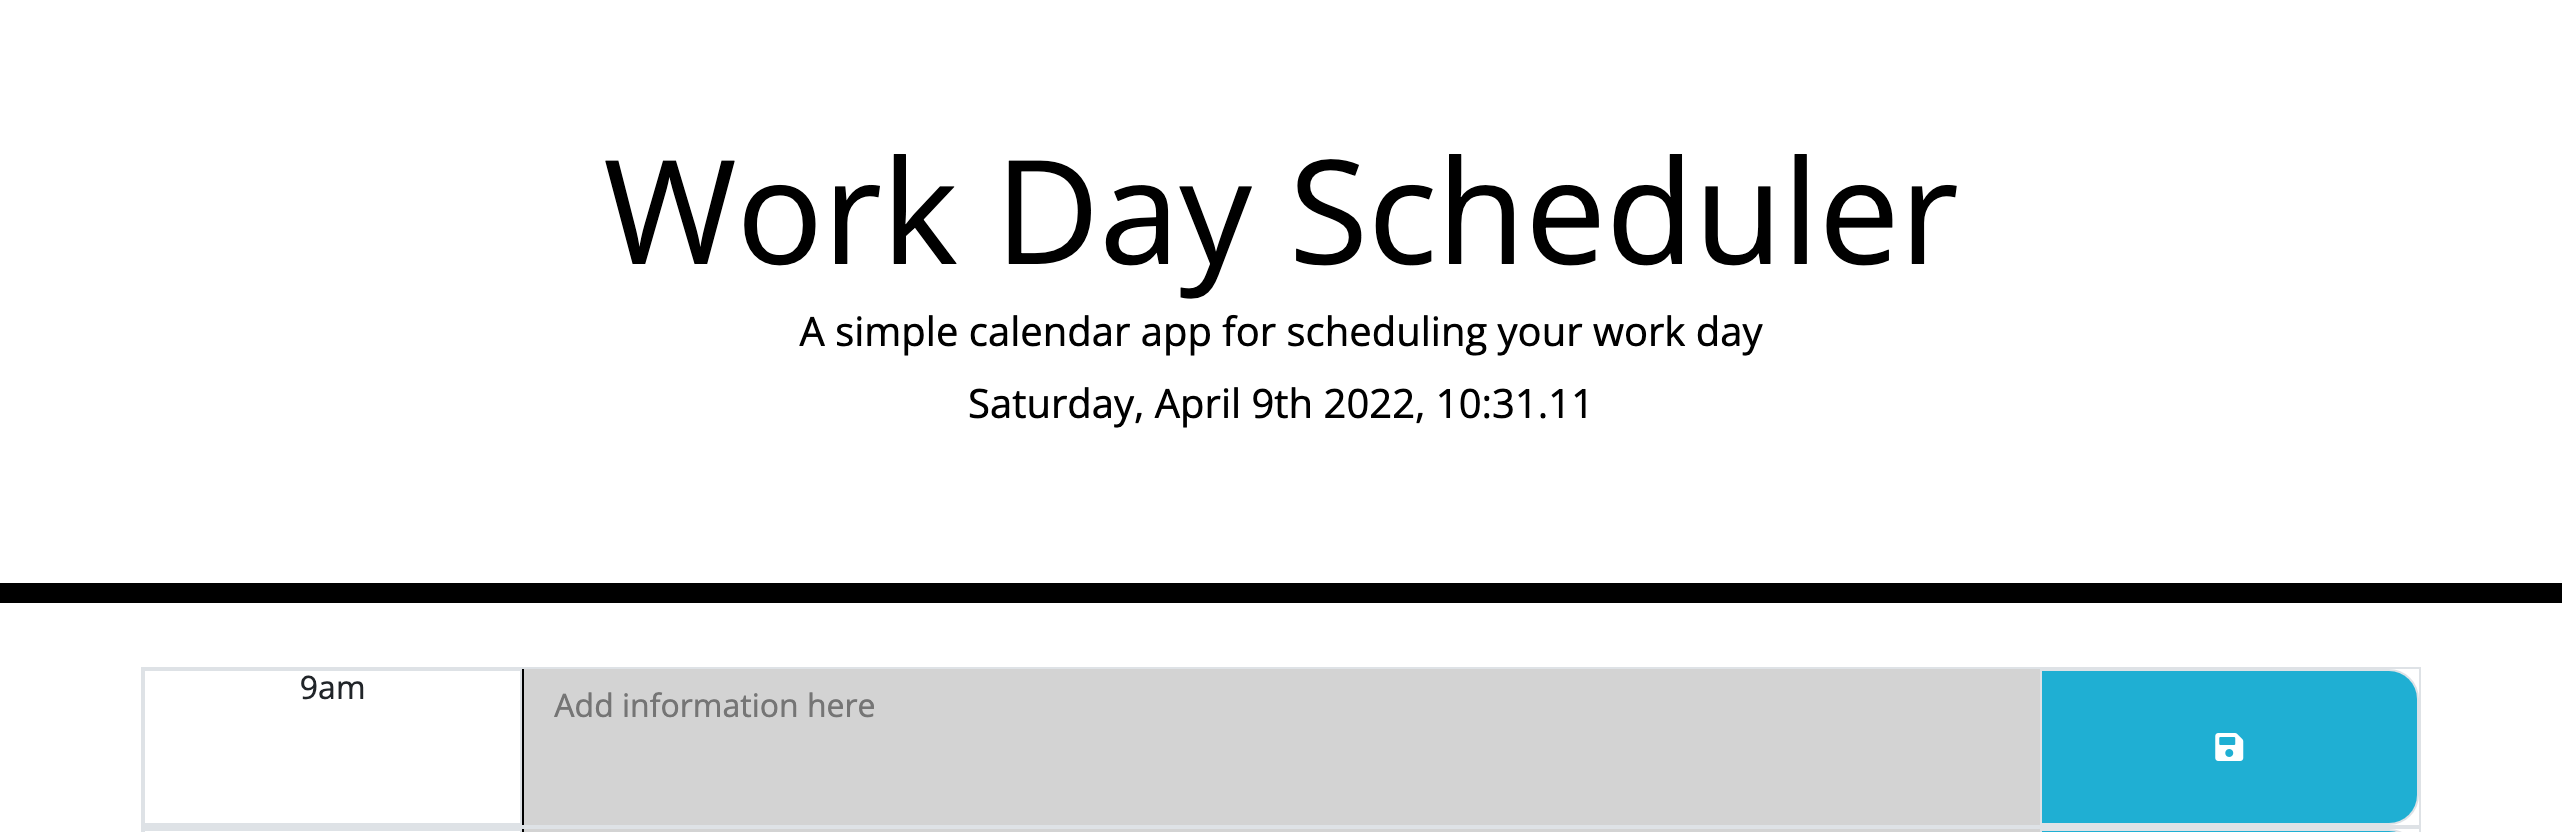 Work Day Scheduler
A simple calendar app for scheduling your work day
Saturday, April 9th 2022, 10:31.11
9am
Add information here